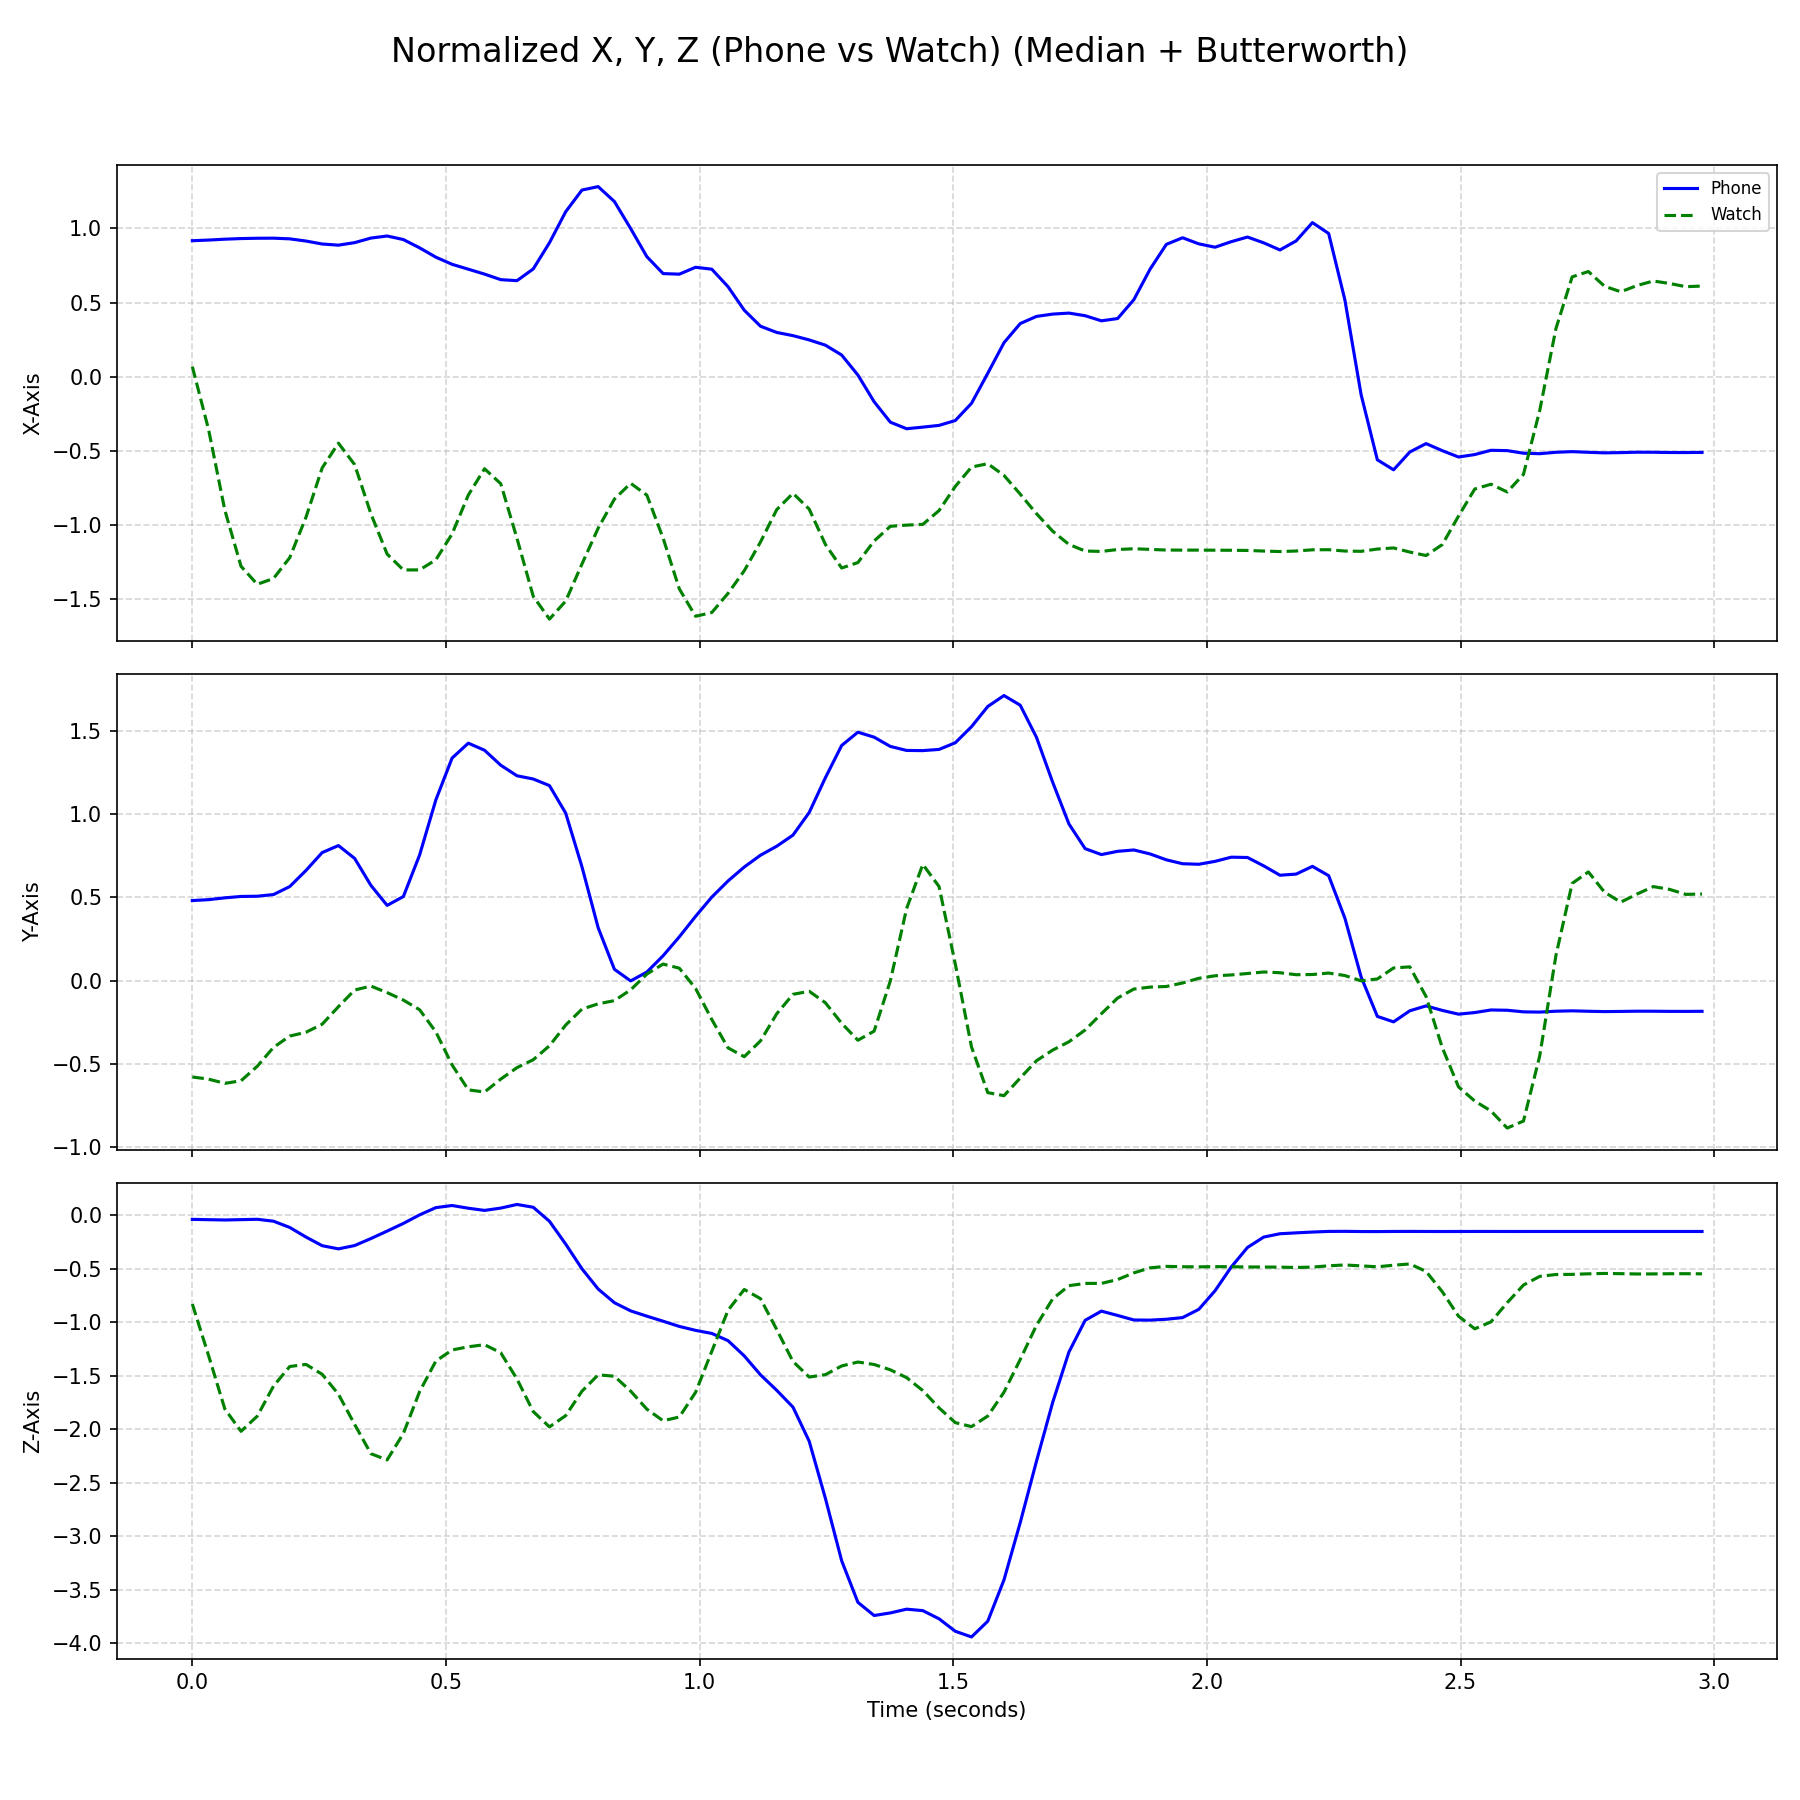 Normalized X, Y, Z (Phone vs Watch) (Median + Butterworth)
Phone
Watch
X-Axis
1.0
0.5
0.0
−0.5
−1.0
−1.5
Y-Axis
1.5
1.0
0.5
0.0
−0.5
−1.0
Z-Axis
0.0
−0.5
−1.0
−1.5
−2.0
−2.5
−3.0
−3.5
−4.0
0.0 0.5 1.0 1.5 2.0 2.5 3.0
Time (seconds)